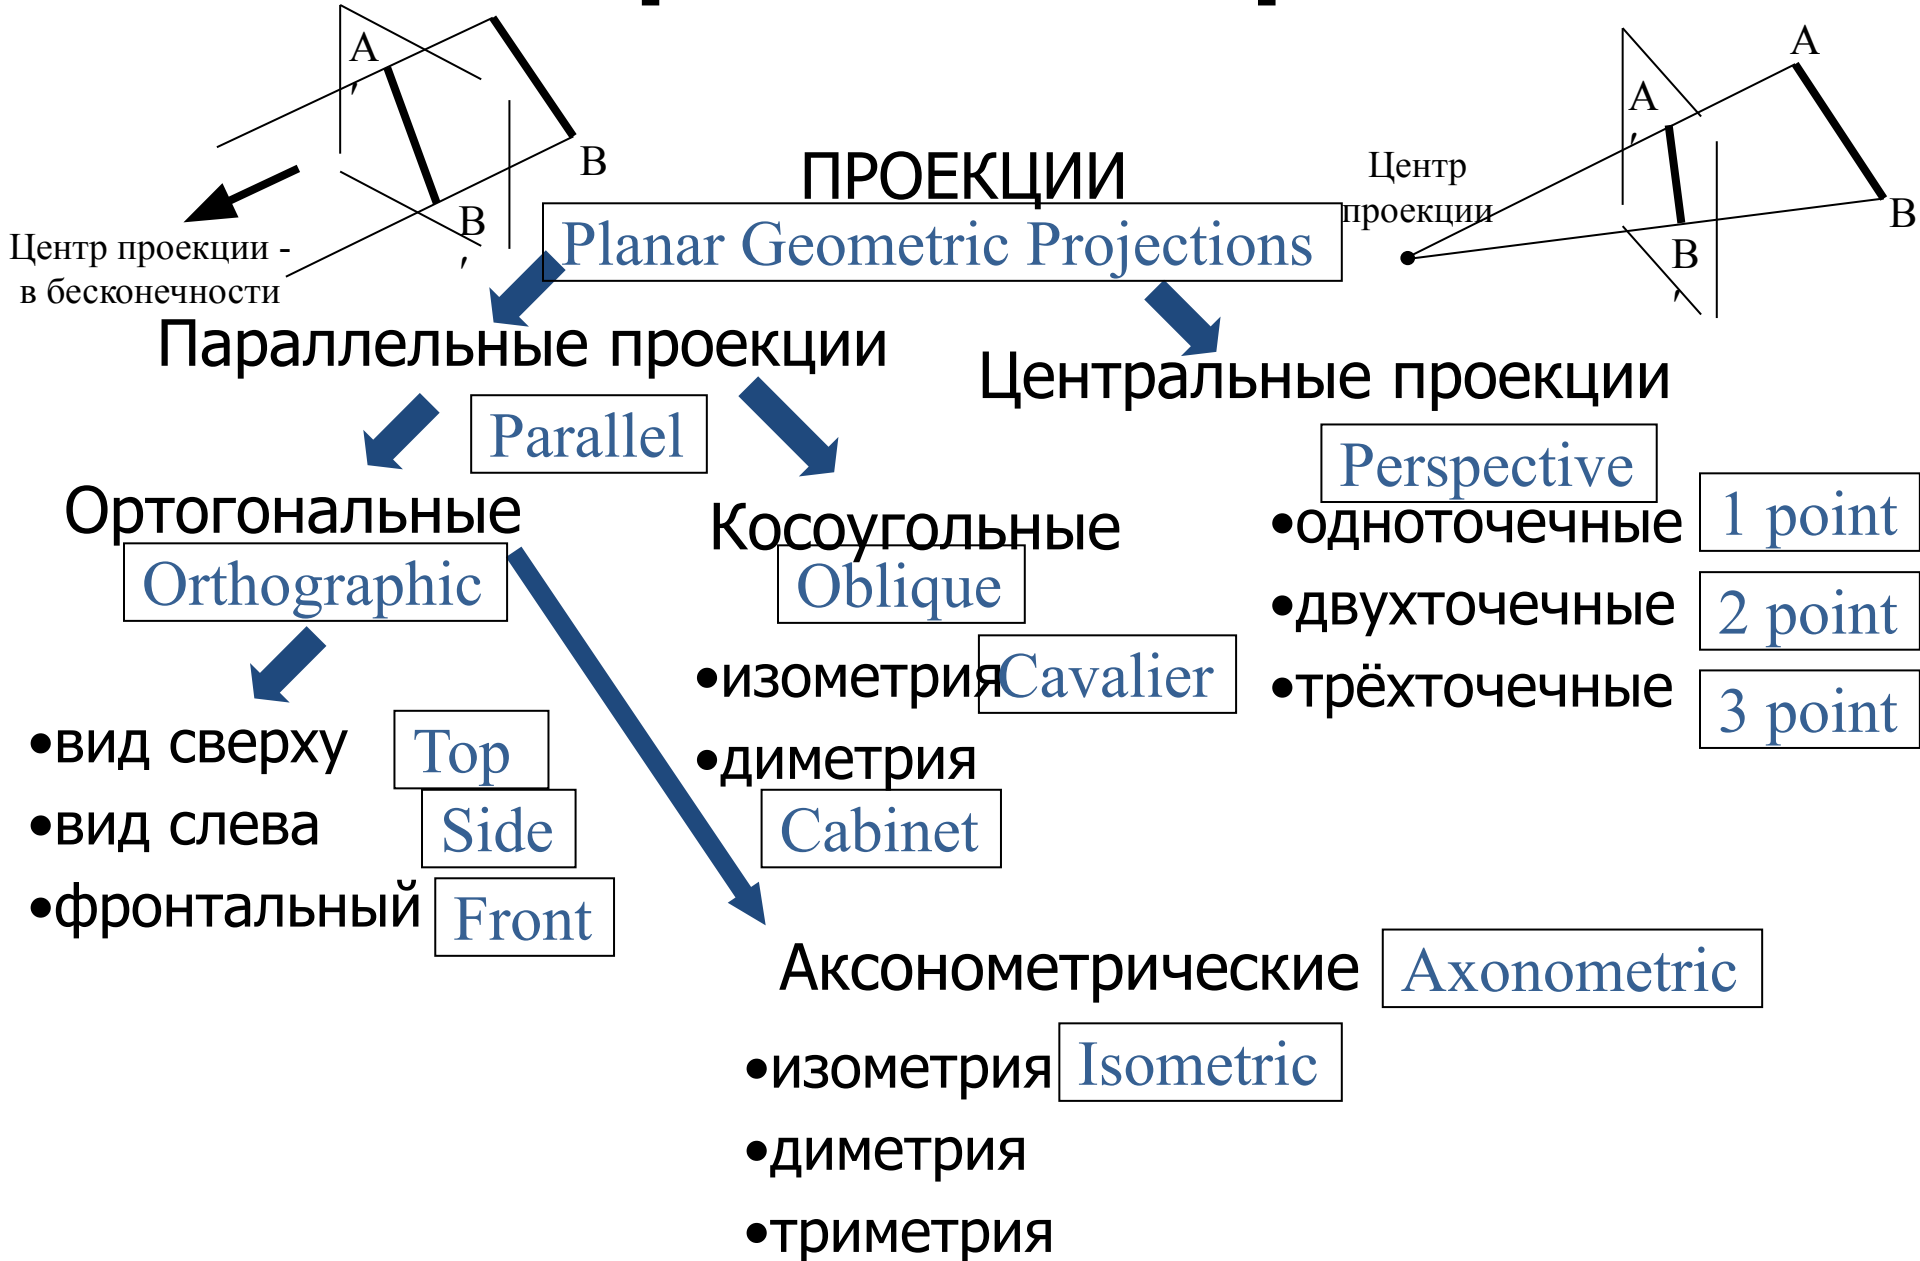 A
′
B
B
′
Центр проекции -
в бесконечности
A
A
′
Центр
проекции
B
B
′
ПРОЕКЦИИ
Planar Geometric Projections
Параллельные проекции
Parallel
Центральные проекции
Perspective
Ортогональные
Orthographic
Косоугольные
Oblique
•одноточечные 1 point
•двухточечные 2 point
•трёхточечные 3 point
•изометрия Cavalier
•диметрия
Cabinet
•вид сверху Top
•вид слева Side
•фронтальный Front
Аксонометрические Axonometric
•изометрия Isometric
•диметрия
•триметрия